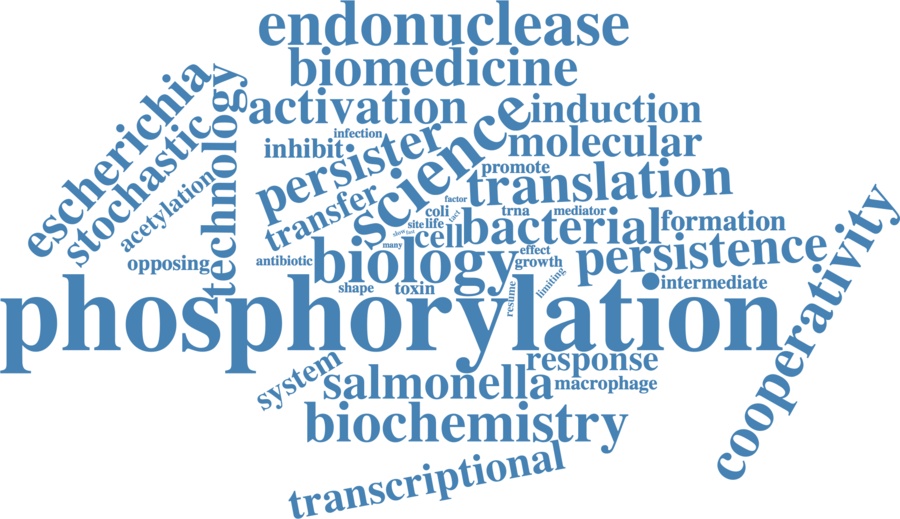 endonuclease
biomedicine
escherichia
stochastic
technology
activation
induction
infection
inhibit
persister
science
molecular
promote
acetylation
transfer
translation
factor
coli
tact
trna
mediator
site
life
slow
fast
cell
bacterial
formation
many
opposing
antibiotic
biology
effect
growth
persistence
shape
toxin
resume
limiting
intermediate
phosphorylation
cooperativity
system
response
salmonella
macrophage
biochemistry
transcriptional